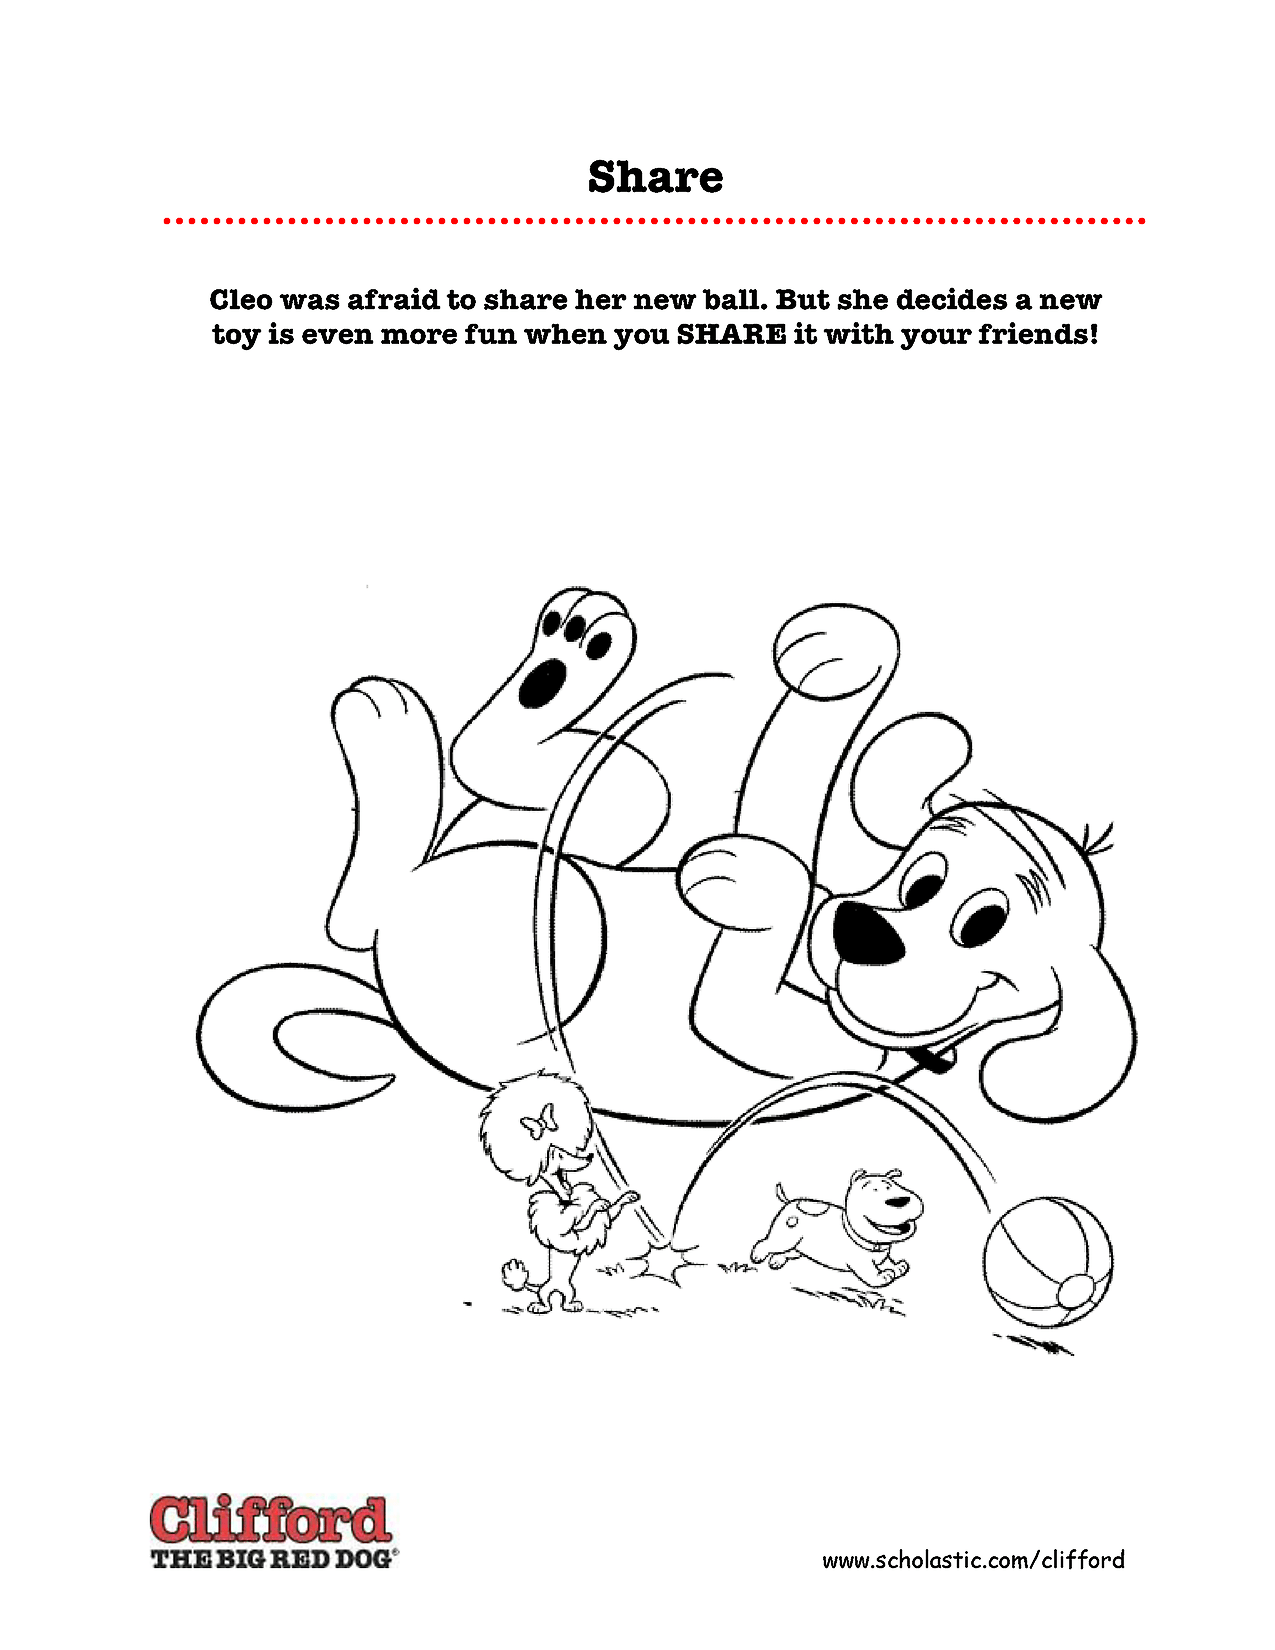 Share
Cleo was afraid to share her new ball. But she decides a new
toy is even more fun when you SHARE it with your friends!
Clifford
THE BIG RED DOG®
www.scholastic.com/clifford